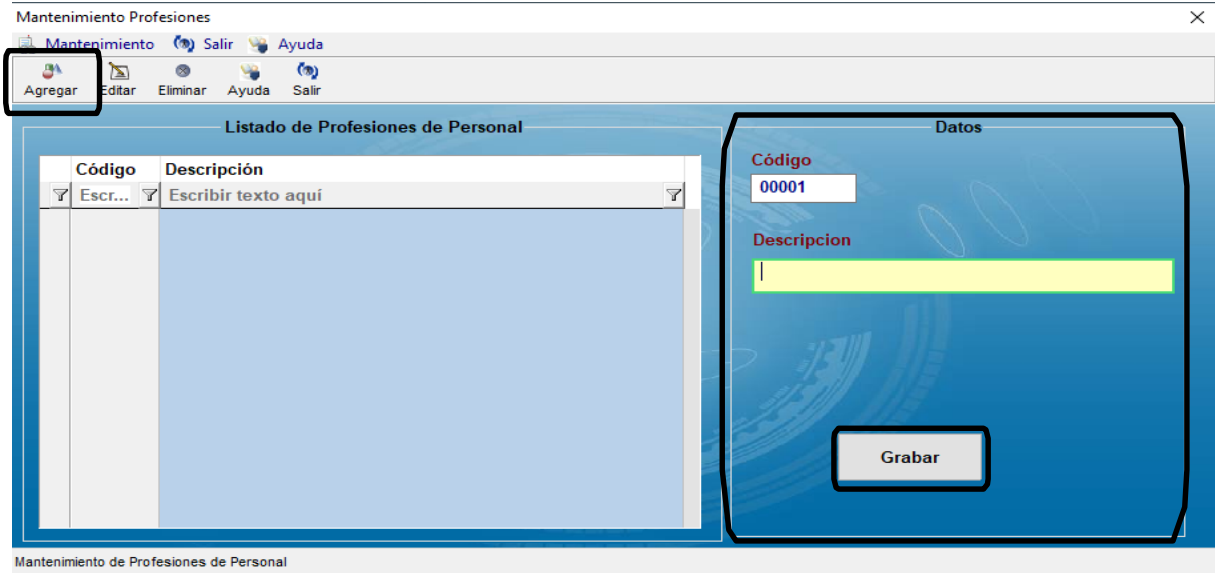 Mantenimiento Profesiones
Mantenimiento Salir Ayuda
Agregar Editar Eliminar Ayuda Salir
Listado de Profesiones de Personal
Código Descripción
Escr... Escribir texto aquí
Datos
Código
00001
Descripcion
Grabar
Mantenimiento de Profesiones de Personal